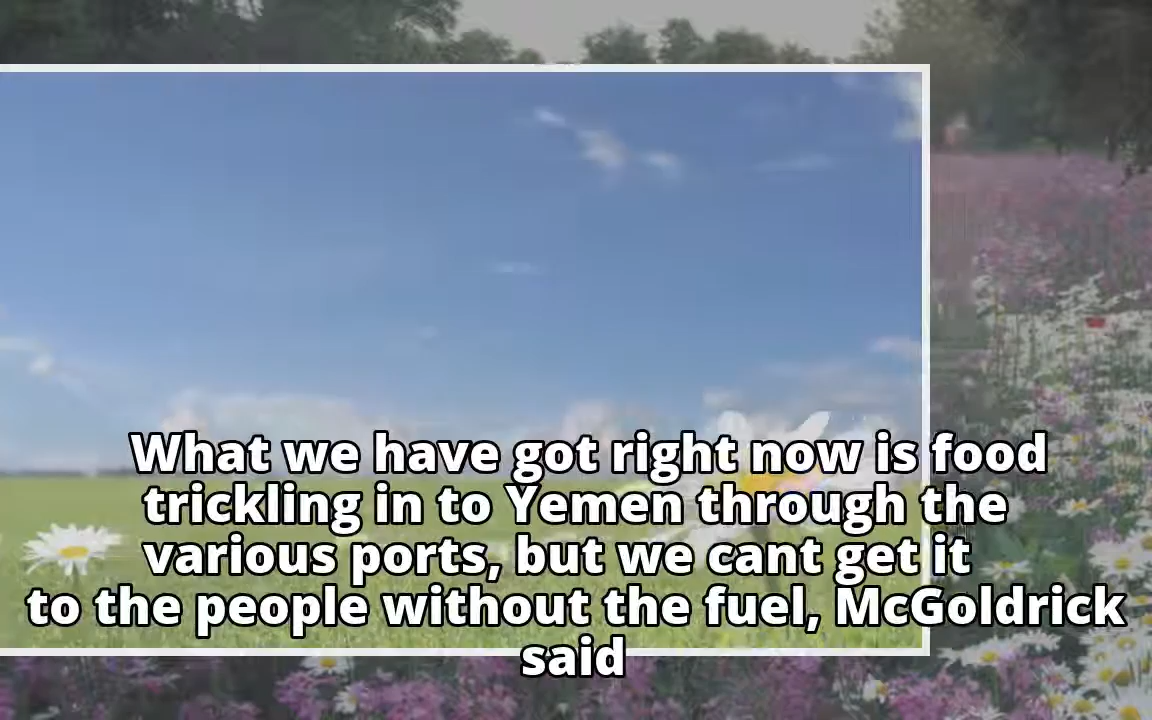 What we have got right now is food
trickling in to Yemen through the
various ports, but we cant get it
to the people without the fuel, McGoldrick
said